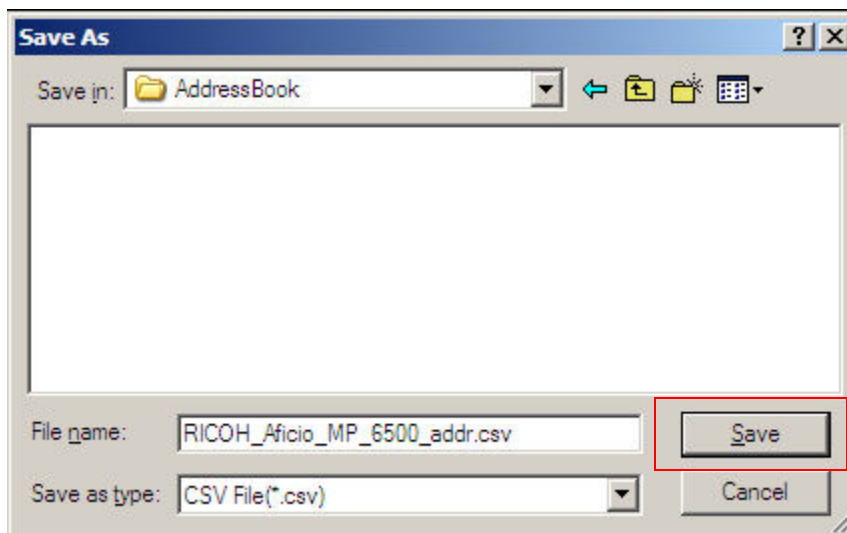 Save As
Save in: AddressBook
File name: RICOH_Aficio_MP_6500_addr.csv Save
Save as type: CSV File(*.csv) Cancel